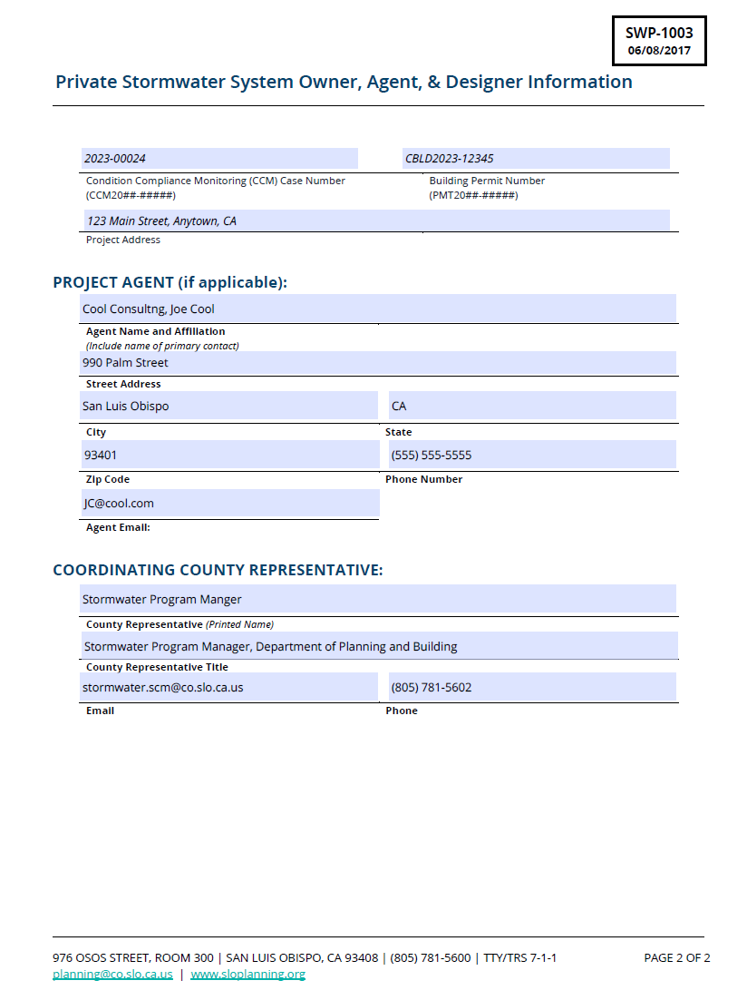 SWP-1003
06/08/2017
Private Stormwater System Owner, Agent, & Designer Information
2023-00024 CBLD2023-12345
Condition Compliance Monitoring (CCM) Case Number Building Permit Number
(CCM20##-#####) (PMT20##-#####)
123 Main Street, Anytown, CA
Project Address
PROJECT AGENT (if applicable):
Cool Consultng, Joe Cool
Agent Name and Affiliation
(Include name of primary contact)
990 Palm Street
Street Address
San Luis Obispo CA
City State
93401 (555) 555-5555
Zip Code Phone Number
JC@cool.com
Agent Email:
COORDINATING COUNTY REPRESENTATIVE:
Stormwater Program Manger
County Representative (Printed Name)
Stormwater Program Manager, Department of Planning and Building
County Representative Title
stormwater.scm@co.slo.ca.us (805) 781-5602
Email Phone
976 OSOS STREET, ROOM 300 | SAN LUIS OBISPO, CA 93408 | (805) 781-5600 | TTY/TRS 7-1-1 PAGE 2 OF 2
planning@co.slo.ca.us | www.sloplanning.org